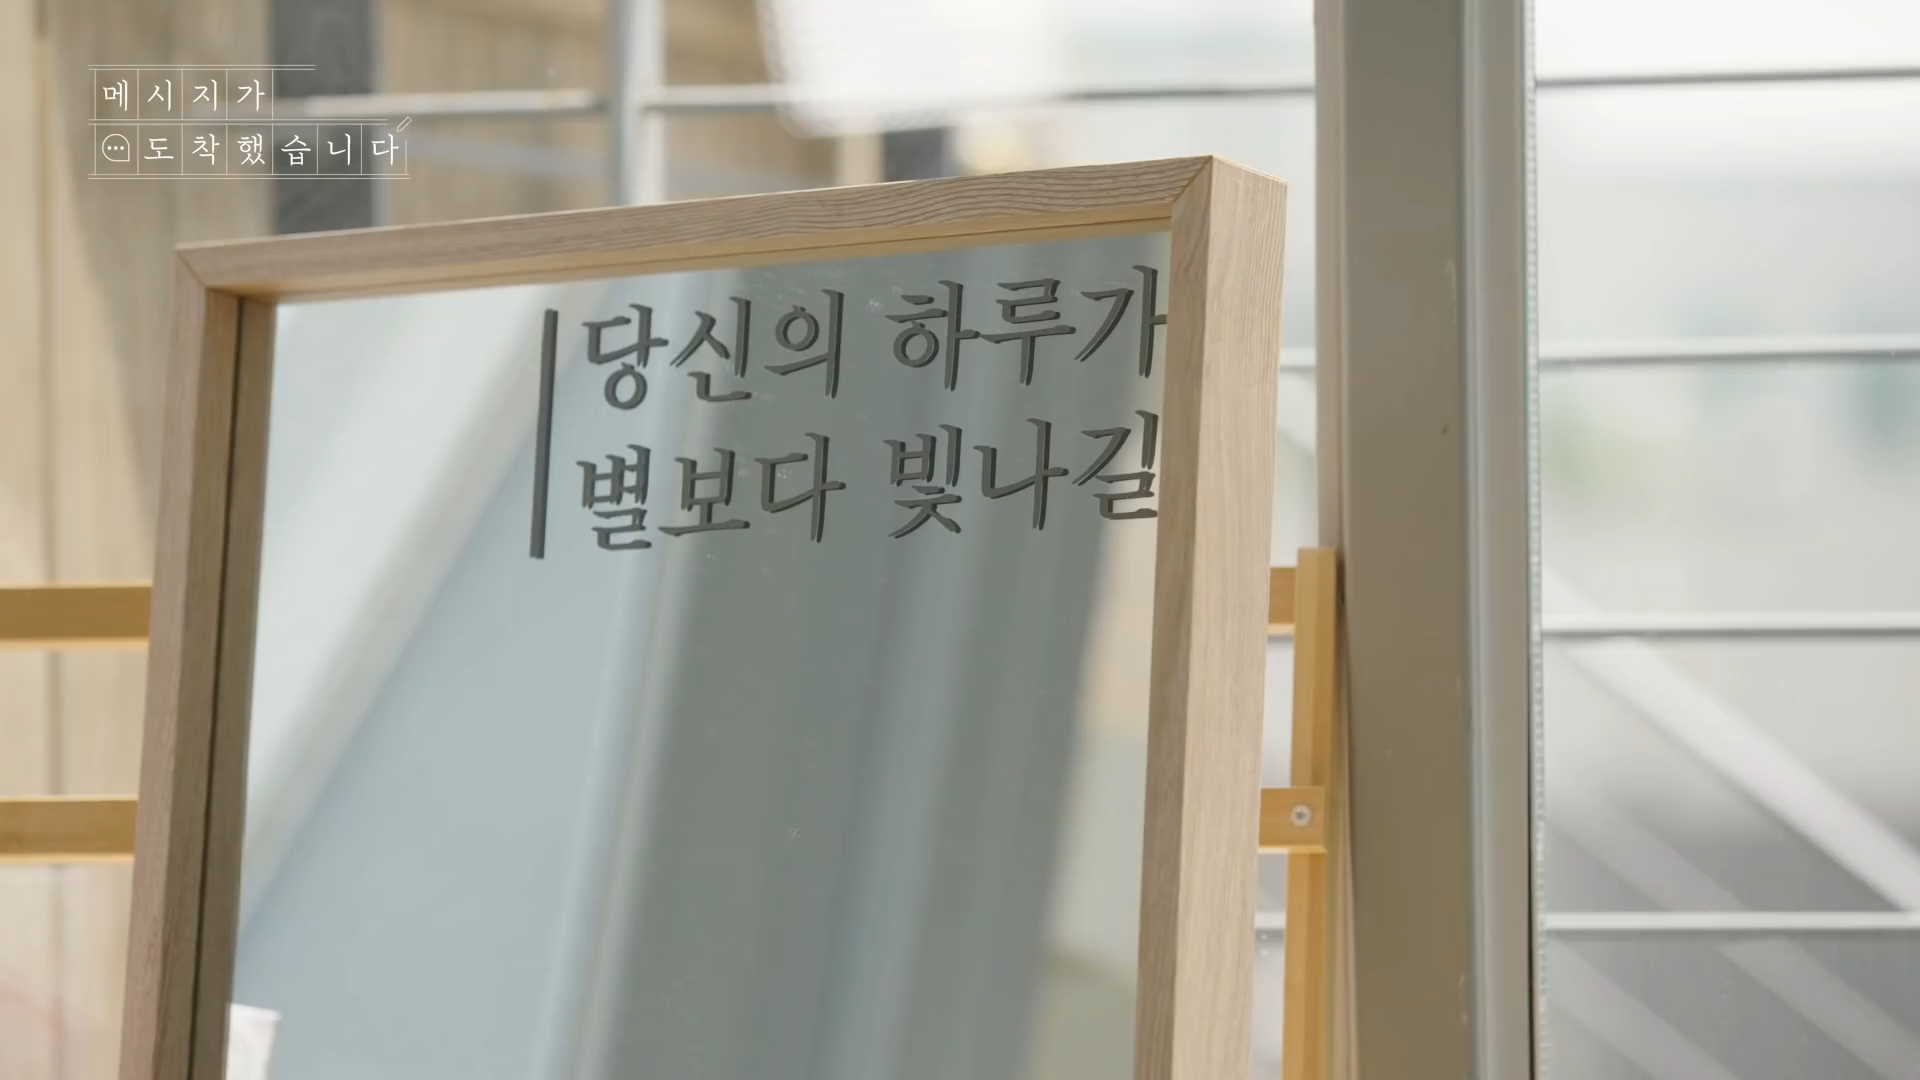 메시지가
도착했습니다
당신의 하루가
별보다 빛나길